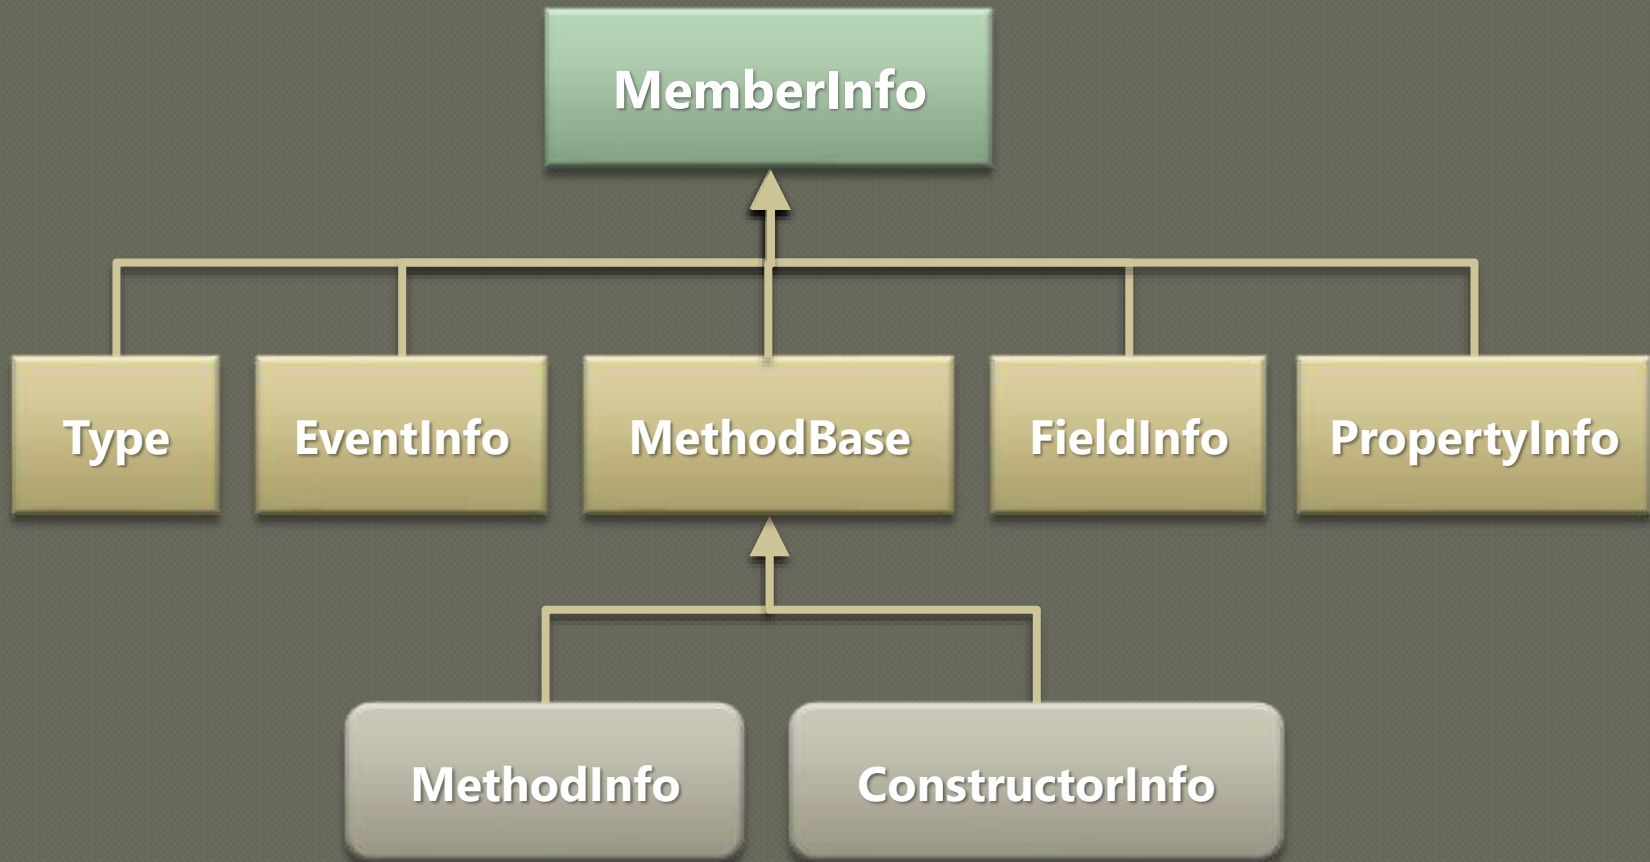 MemberInfo
Type
EventInfo
MethodBase
FieldInfo
PropertyInfo
MethodInfo
ConstructorInfo